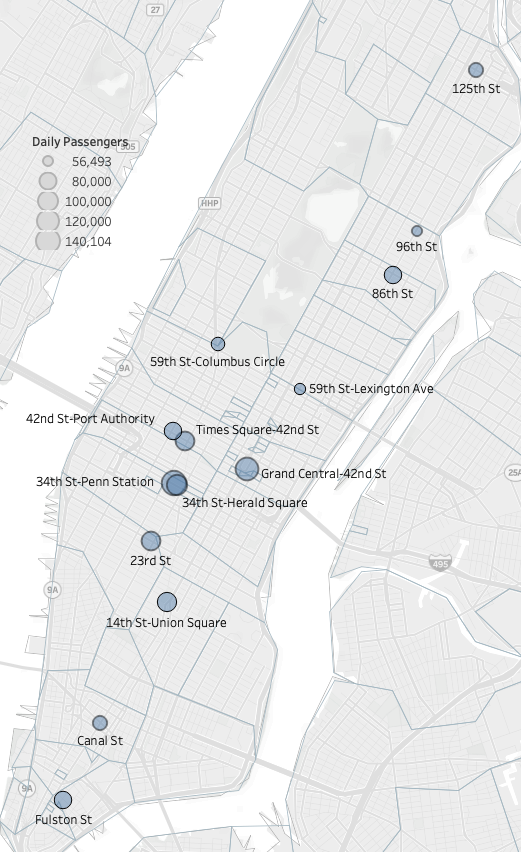 27
125th St
Daily Passengers
505
56,493
80,000
100,000
120,000
140,104
HHP
96th St
86th St
59th St-Columbus Circle
9A
59th St-Lexington Ave
42nd St-Port Authority
Times Square-42nd St
34th St-Penn Station
Grand Central-42nd St
25A
34th St-Herald Square
23rd St
495
9A
14th St-Union Square
Canal St
9A
Fulston St